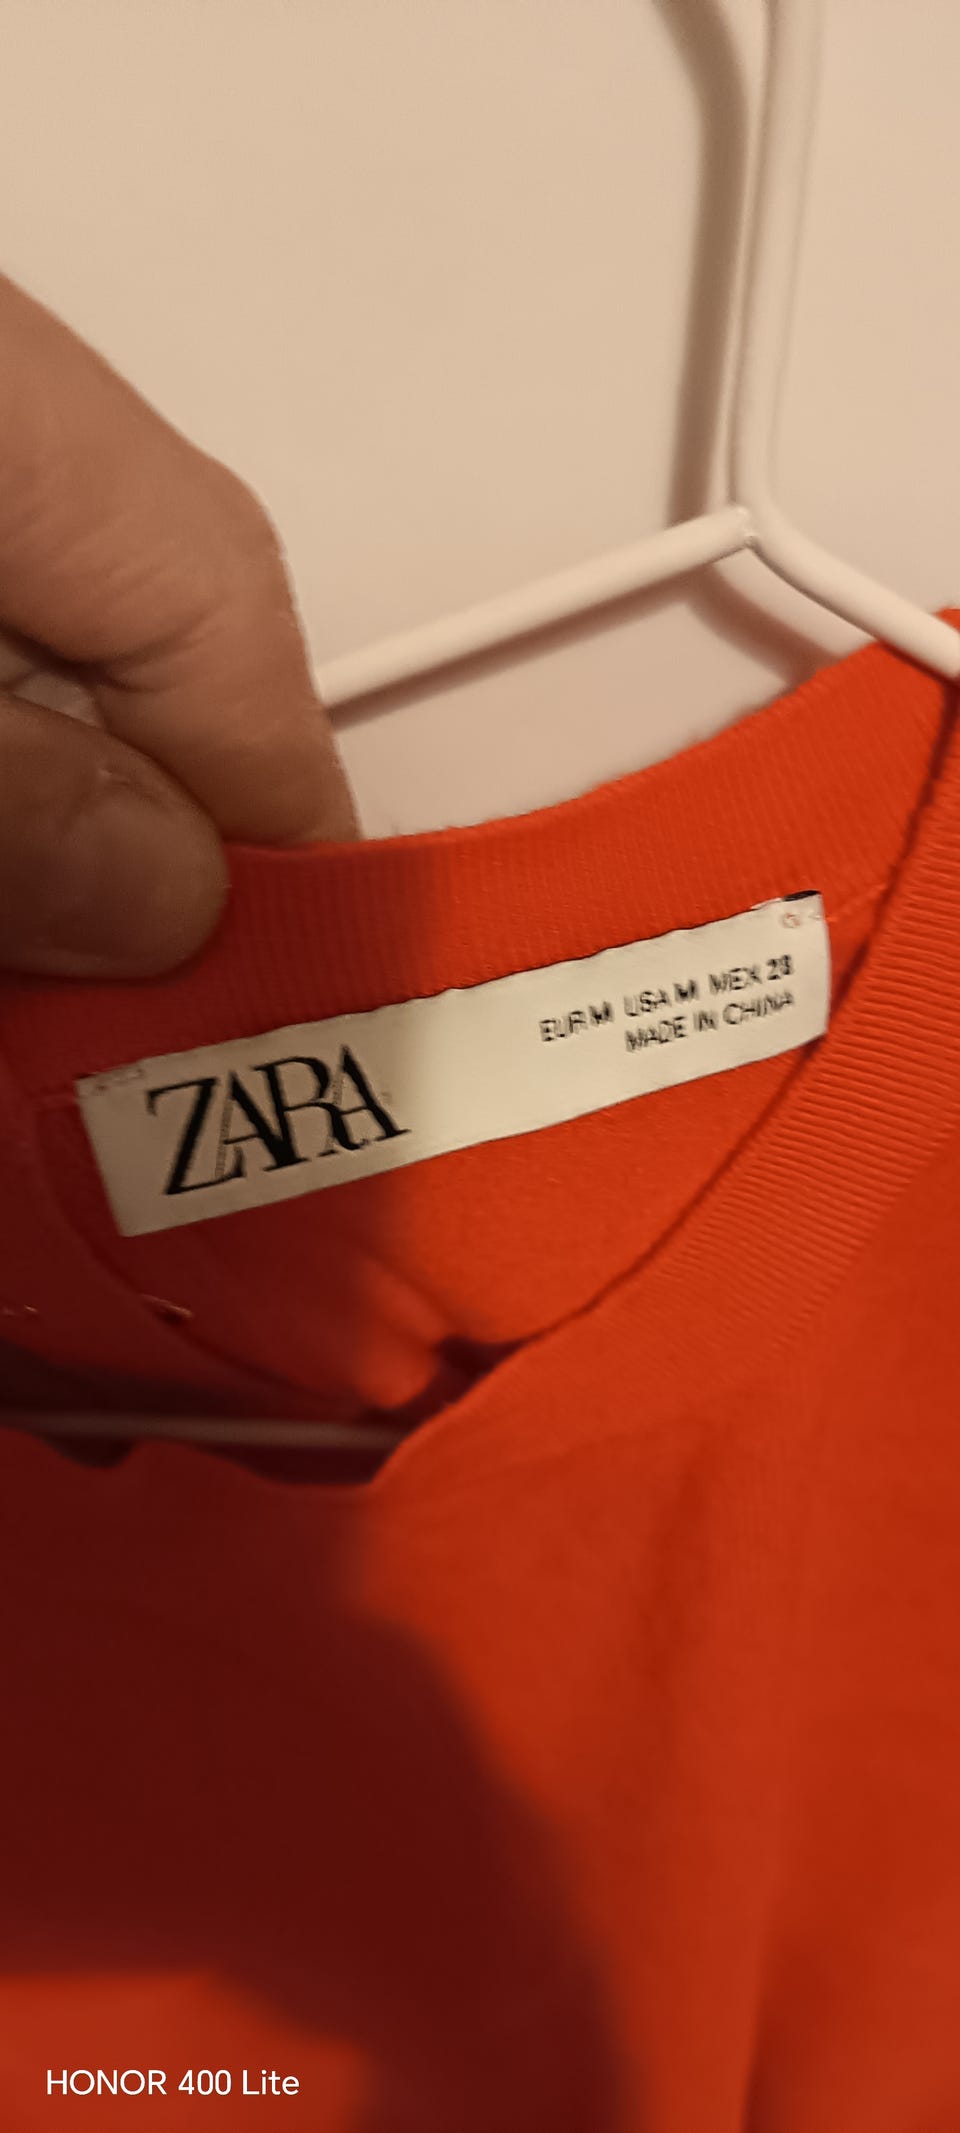 ZARA
EUR M USA M MEX 28
MADE IN CHINA
HONOR 400 Lite